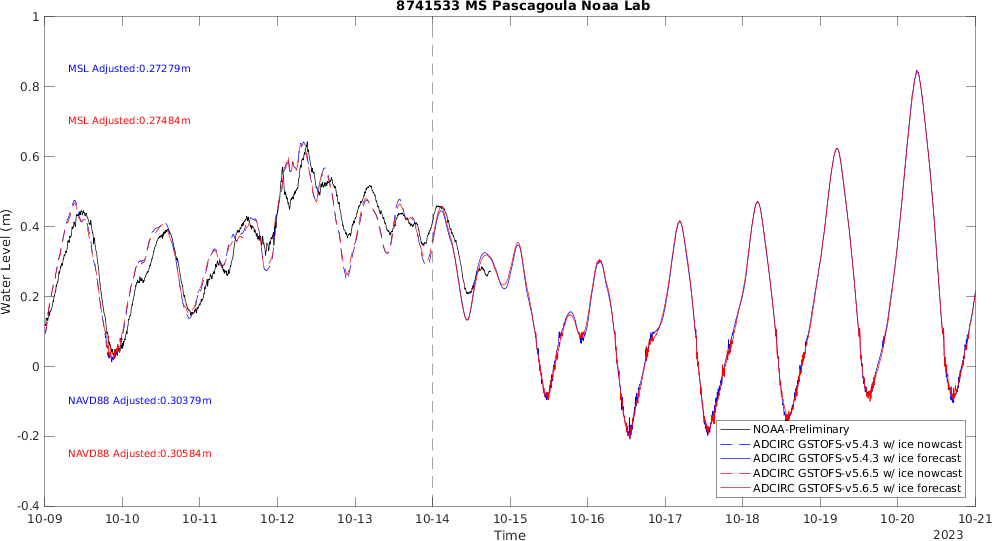 8741533 MS Pascagoula Noaa Lab
1
0.8
0.6
0.4
0.2
0
-0.2
-0.4
Water Level (m)
MSL Adjusted:0.27279m
MSL Adjusted:0.27484m
NAVD88 Adjusted:0.30379m
NAVD88 Adjusted:0.30584m
NOAA-Preliminary
ADCIRC GSTOFS-v5.4.3 w/ ice nowcast
ADCIRC GSTOFS-v5.4.3 w/ ice forecast
ADCIRC GSTOFS-v5.6.5 w/ ice nowcast
ADCIRC GSTOFS-v5.6.5 w/ ice forecast
10-09 10-10 10-11 10-12 10-13 10-14 10-15 10-16 10-17 10-18 10-19 10-20 10-21
Time
2023